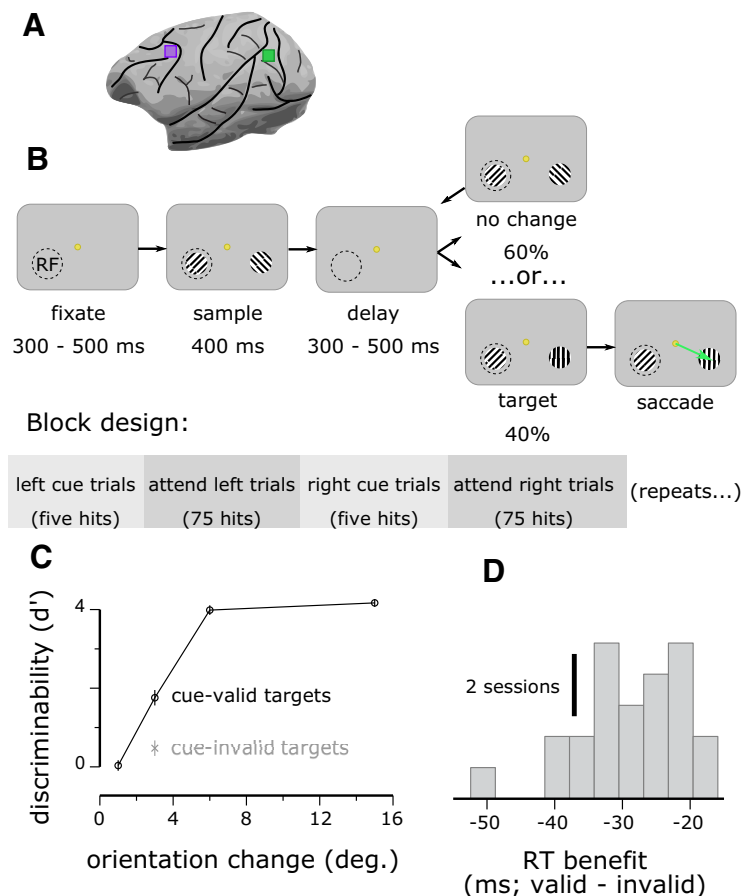 A
B
RF
fixate
300 - 500 ms
sample
400 ms
delay
300 - 500 ms
no change
60%
...or...
target
40%
saccade
Block design:
left cue trials
(five hits)
attend left trials
(75 hits)
right cue trials
(five hits)
attend right trials
(75 hits)
(repeats...)
C
discriminability (d')
4
0
cue-valid targets
cue-invalid targets
0 4 8 12 16
orientation change (deg.)
D
2 sessions
-50 -40 -30 -20
RT benefit
(ms; valid - invalid)